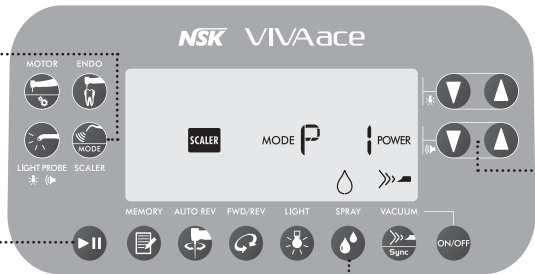 NSK VIVAace
MOTOR ENDO
MODE
LIGHT PROBE SCALER
SCALER MODE P 1 POWER
MEMORY AUTO REV FWD/REV LIGHT SPRAY VACUUM
Sync
ON/OFF